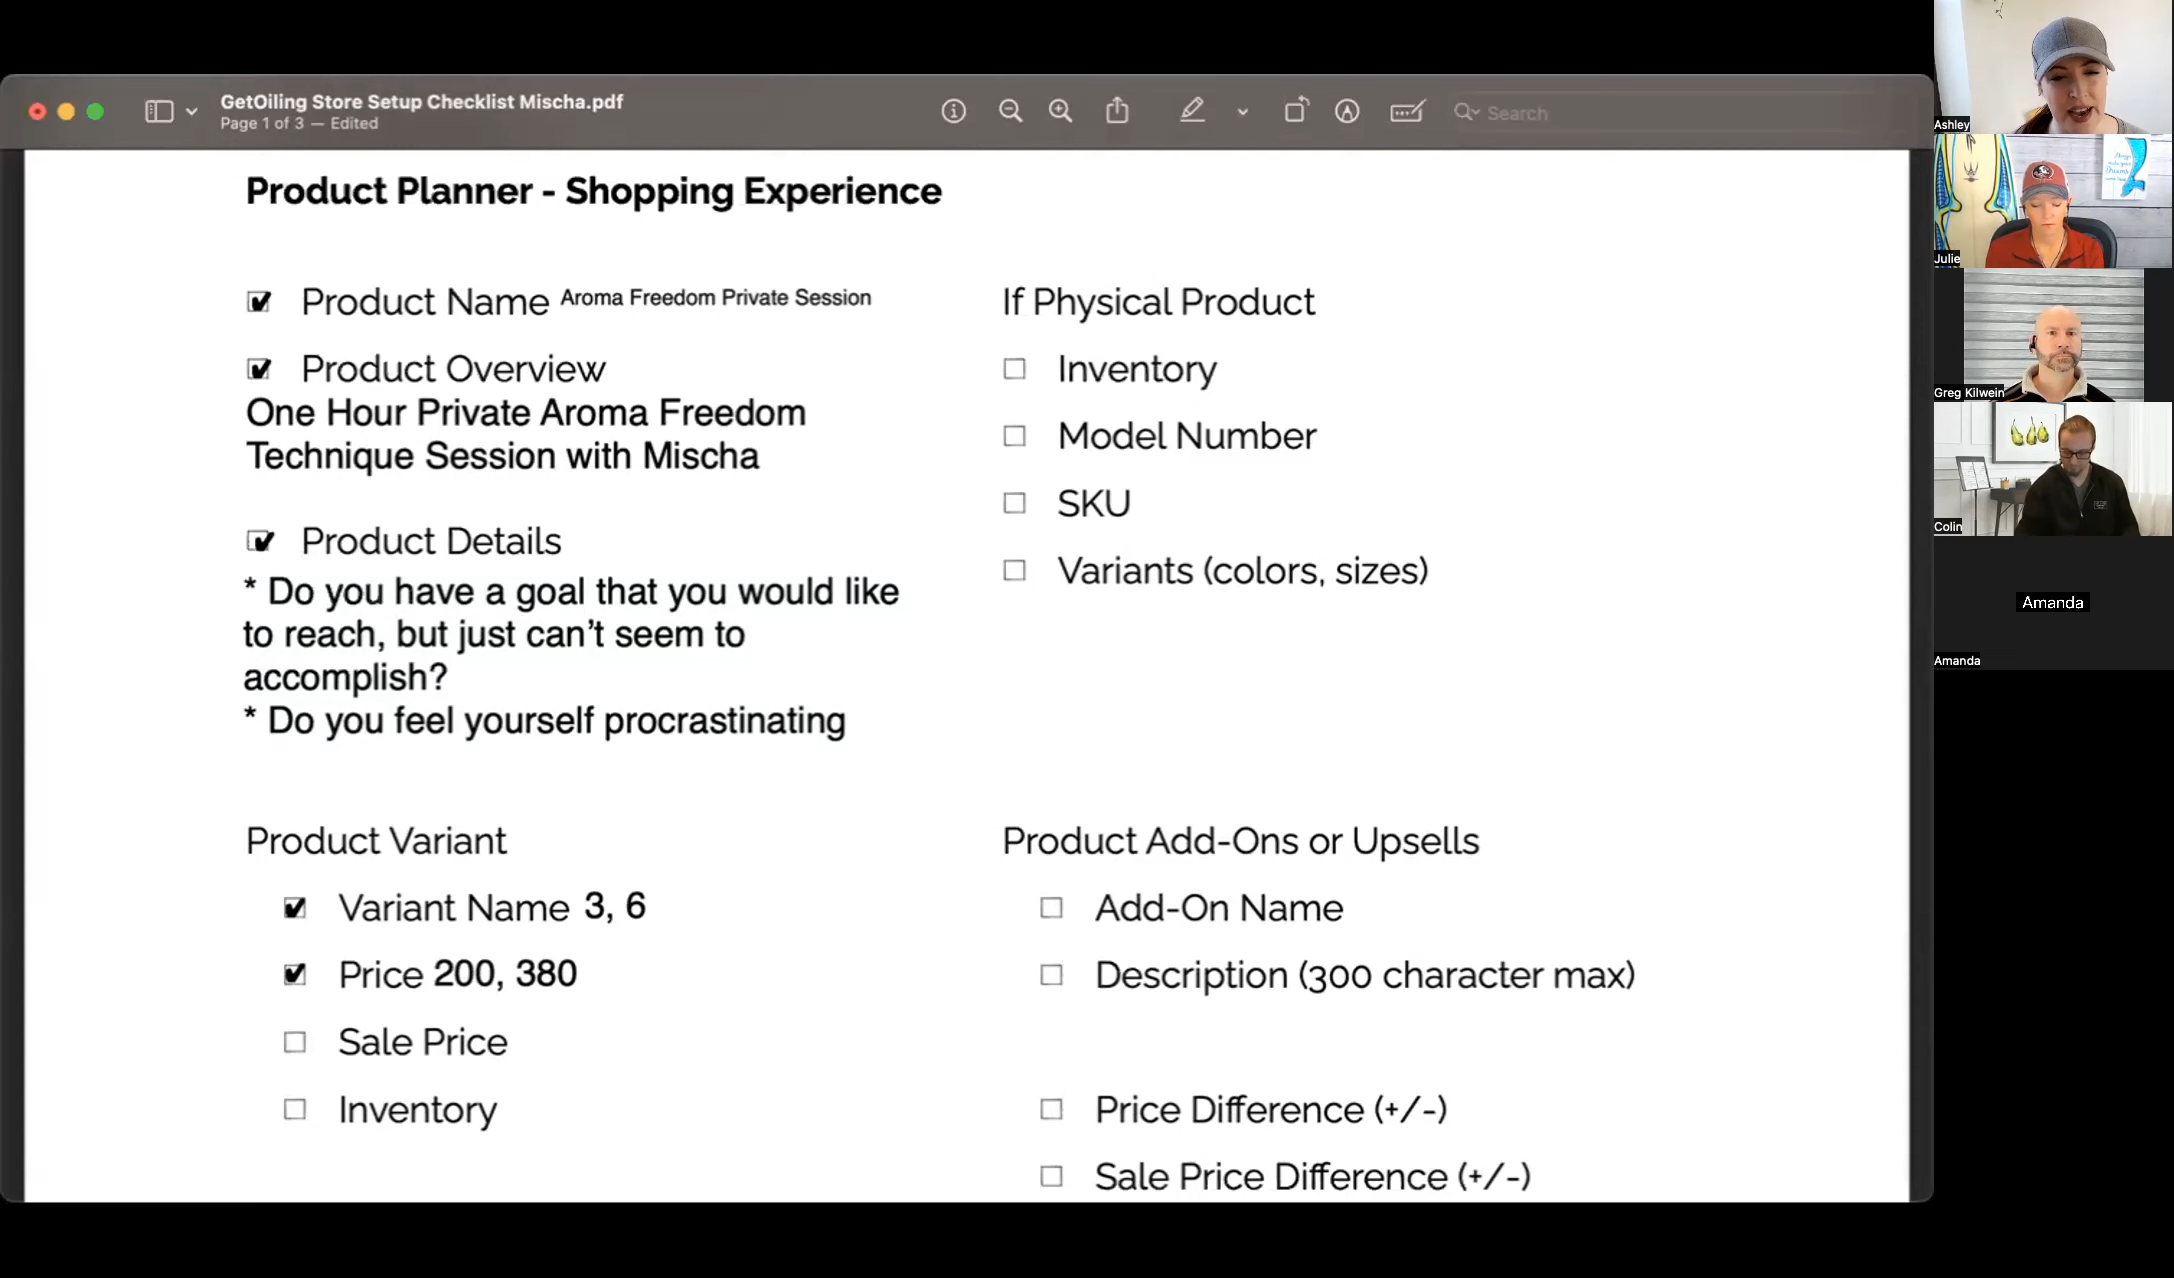 GetOiling Store Setup Checklist Mischa.pdf
Page 1 of 3 — Edited
Search
Product Planner - Shopping Experience
Product Name Aroma Freedom Private Session
Product Overview
One Hour Private Aroma Freedom
Technique Session with Mischa
Product Details
* Do you have a goal that you would like
to reach, but just can't seem to
accomplish?
* Do you feel yourself procrastinating
If Physical Product
Inventory
Model Number
SKU
Variants (colors, sizes)
Product Variant
Variant Name 3, 6
Price 200, 380
Sale Price
Inventory
Product Add-Ons or Upsells
Add-On Name
Description (300 character max)
Price Difference (+/-)
Sale Price Difference (+/-)
Ashley
Julie
Greg Kilwein
Colin
Amanda
Amanda